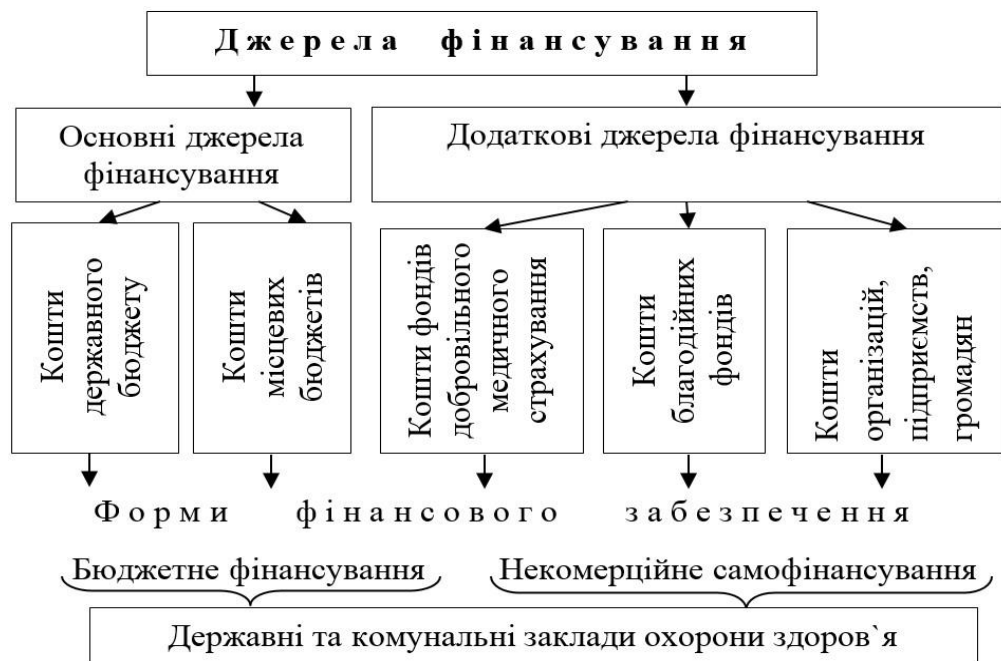 Джерела фінансування
Основні джерела
фінансування
Додаткові джерела фінансування
Кошти
державного
бюджету
Кошти
місцевих
бюджетів
Кошти фондів
добровільного
медичного
страхування
Кошти
благодійних
фондів
Кошти
організацій,
підприємств,
громадян
Форми фінансового забезпечення
Бюджетне фінансування
Некомерційне самофінансування
Державні та комунальні заклади охорони здоров`я